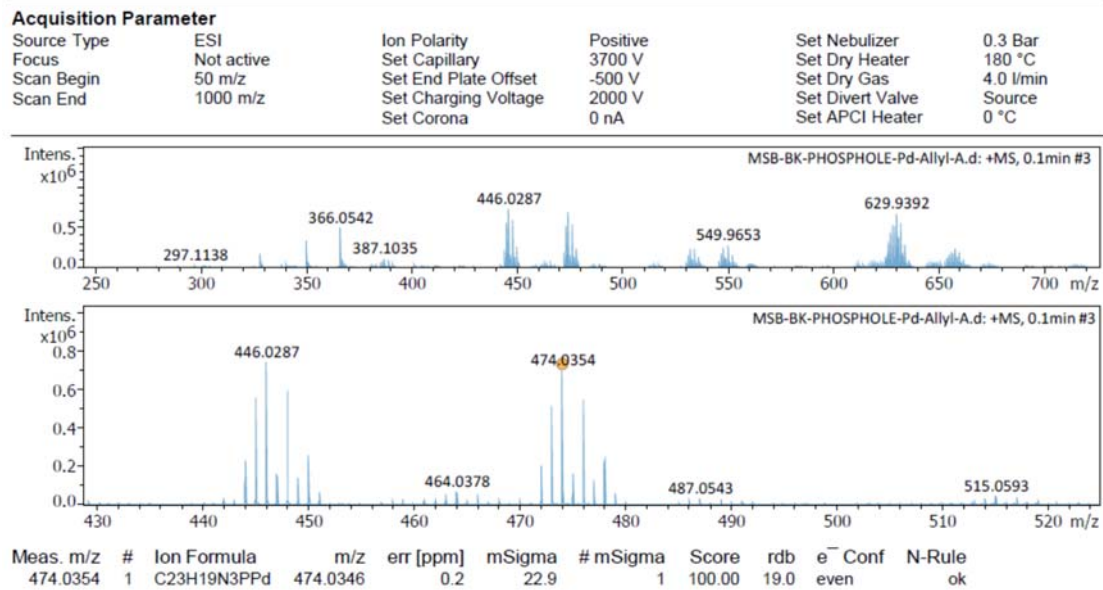 Acquisition Parameter
Source Type ESI Ion Polarity Positive Set Nebulizer 0.3 Bar
Focus Not active Set Capillary 3700 V Set Dry Heater 180 °C
Scan Begin 50 m/z Set End Plate Offset -500 V Set Dry Gas 4.0 l/min
Scan End 1000 m/z Set Charging Voltage 2000 V Set Divert Valve Source
Set Corona 0 nA Set APCI Heater 0 °C
Intens. MSB-BK-PHOSPHOLE-Pd-Allyl-A.d: +MS, 0.1min #3
x10⁶
446.0287
366.0542 629.9392
0.5
387.1035 549.9653
297.1138
0.0
250 300 350 400 450 500 550 600 650 700 m/z
Intens. MSB-BK-PHOSPHOLE-Pd-Allyl-A.d: +MS, 0.1min #3
x10⁶
0.8 446.0287 474.0354
0.6
0.4
0.2
464.0378 487.0543 515.0593
0.0
430 440 450 460 470 480 490 500 510 520 m/z
Meas. m/z # Ion Formula m/z err [ppm] mSigma # mSigma Score rdb e⁻ Conf N-Rule
474.0354 1 C23H19N3PPd 474.0346 0.2 22.9 1 100.00 19.0 even ok